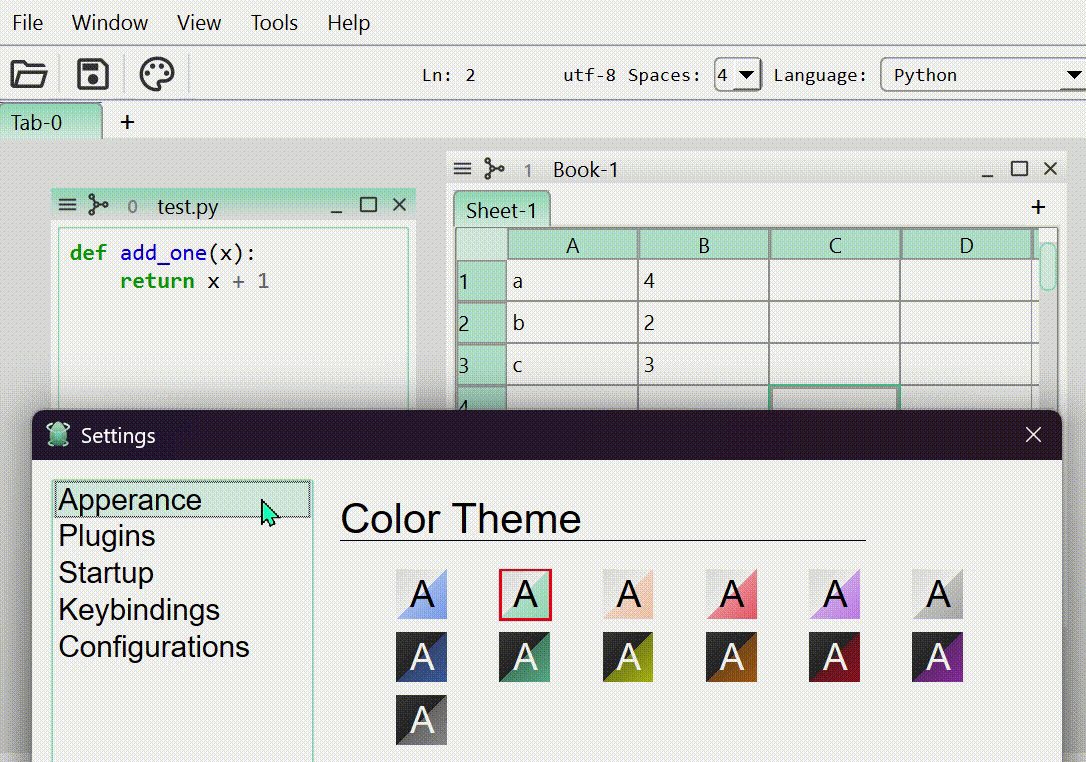 File Window View Tools Help
Ln: 2 utf-8 Spaces: 4 Language: Python
Tab-0 +
1 Book-1
0 test.py
Sheet-1 +
A B C D
def add_one(x):
return x + 1
1 a 4
2 b 2
3 c 3
4
Settings
Apperance
Plugins
Startup
Keybindings
Configurations
Color Theme
A A A A A A
A A A A A A
A